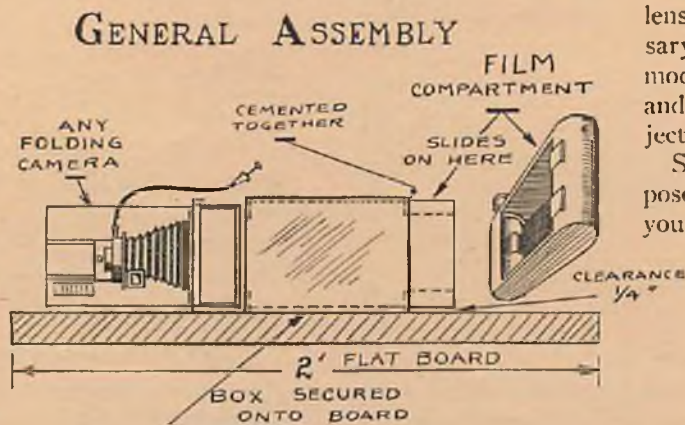 GENERAL ASSEMBLY
ANY
FOLDING
CAMERA
CEMENTED
TOGETHER
FILM
COMPARTMENT
SLIDES
ON HERE
CLEARANCE
1/4"
2' FLAT BOARD
BOX SECURED
ONTO BOARD
lens
sary
and
ject
S
pose
you